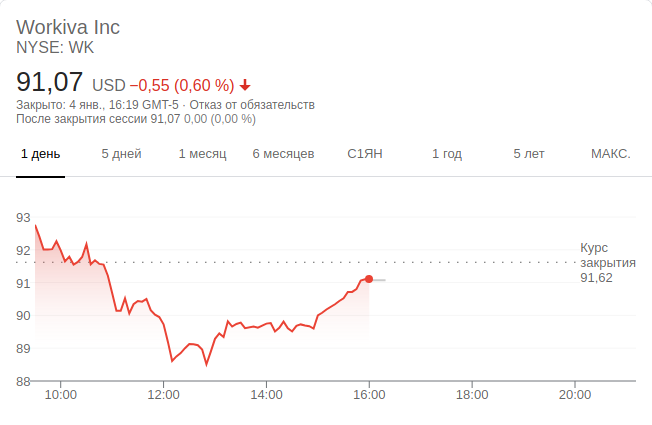 Workiva Inc
NYSE: WK
91,07 USD −0,55 (0,60 %)
Закрыто: 4 янв., 16:19 GMT-5 · Отказ от обязательств
После закрытия сессии 91,07 0,00 (0,00 %)
1 день 5 дней 1 месяц 6 месяцев С1ЯН 1 год 5 лет МАКС.
93
92
91
90
89
88
Курс
закрытия
91,62
10:00 12:00 14:00 16:00 18:00 20:00